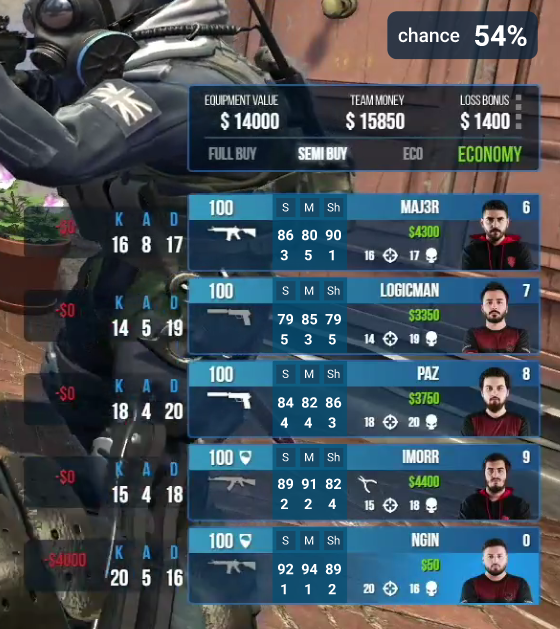 chance 54%
EQUIPMENT VALUE TEAM MONEY LOSS BONUS
$ 14000 $ 15850 $ 1400
FULL BUY SEMI BUY ECO ECONOMY
100 S M Sh MAJ3R 6
-$0 K A D 86 80 90 $4300
16 8 17 3 5 1 16 17
100 S M Sh LOGICMAN 7
-$0 K A D 79 85 79 $3350
14 5 19 5 3 5 14 19
100 S M Sh PAZ 8
-$0 K A D 84 82 86 $3750
18 4 20 4 4 3 18 20
100 S M Sh IMORR 9
-$0 K A D 89 91 82 $4400
15 4 18 2 2 4 15 18
100 S M Sh NGIN 0
-$4000 K A D 92 94 89 $50
20 5 16 1 1 2 20 16